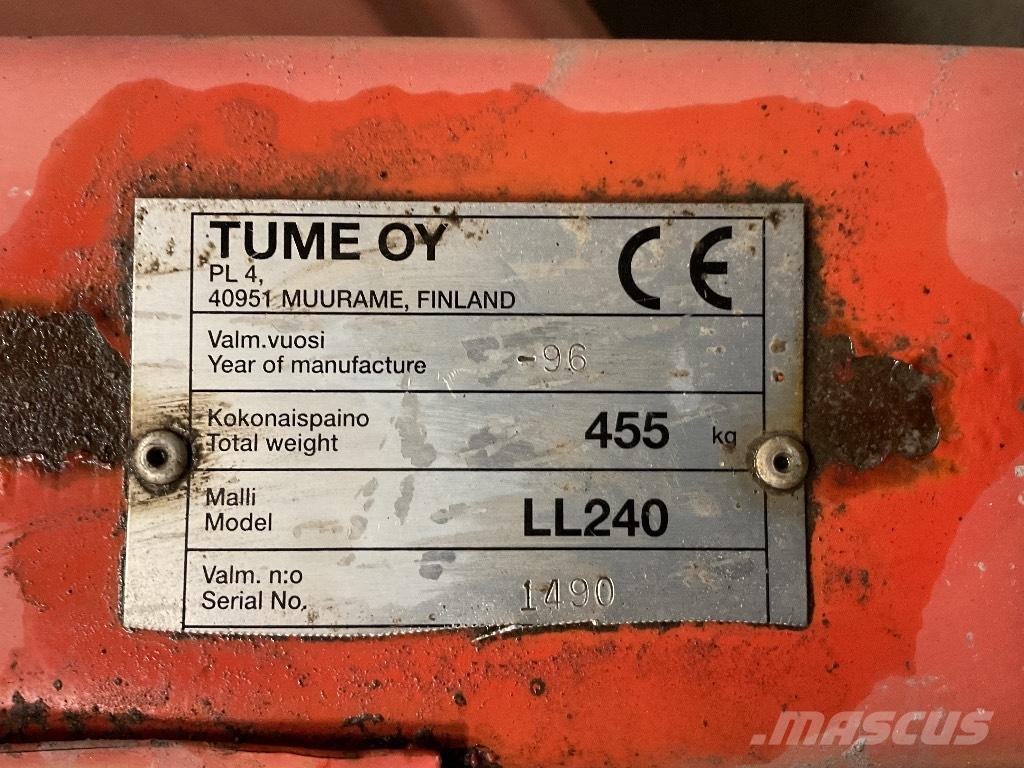 TUME OY
PL 4,
40951 MUURAME, FINLAND
CE
Valm.vuosi
Year of manufacture
-96
Kokonaispaino
Total weight
455 kg
Malli
Model
LL240
Valm. n:o
Serial No.
1490
MASCUS